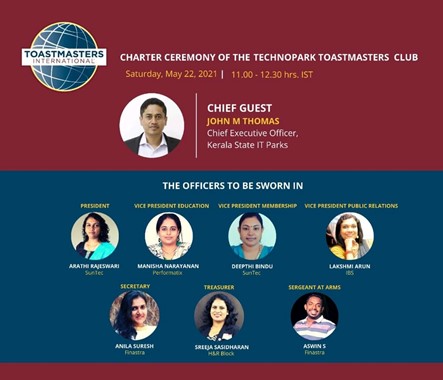 TOASTMASTERS
INTERNATIONAL
CHARTER CEREMONY OF THE TECHNOPARK TOASTMASTERS CLUB
Saturday, May 22, 2021 | 11.00 - 12.30 hrs. IST
CHIEF GUEST
JOHN M THOMAS
Chief Executive Officer,
Kerala State IT Parks
THE OFFICERS TO BE SWORN IN
PRESIDENT
ARATHI RAJESWARI
SunTec
VICE PRESIDENT EDUCATION
MANISHA NARAYANAN
Performatix
VICE PRESIDENT MEMBERSHIP
DEEPTHI BINDU
SunTec
VICE PRESIDENT PUBLIC RELATIONS
LAKSHMI ARUN
IBS
SECRETARY
ANILA SURESH
Finastra
TREASURER
SREEJA SASIDHARAN
H&R Block
SERGEANT AT ARMS
ASWIN S
Finastra